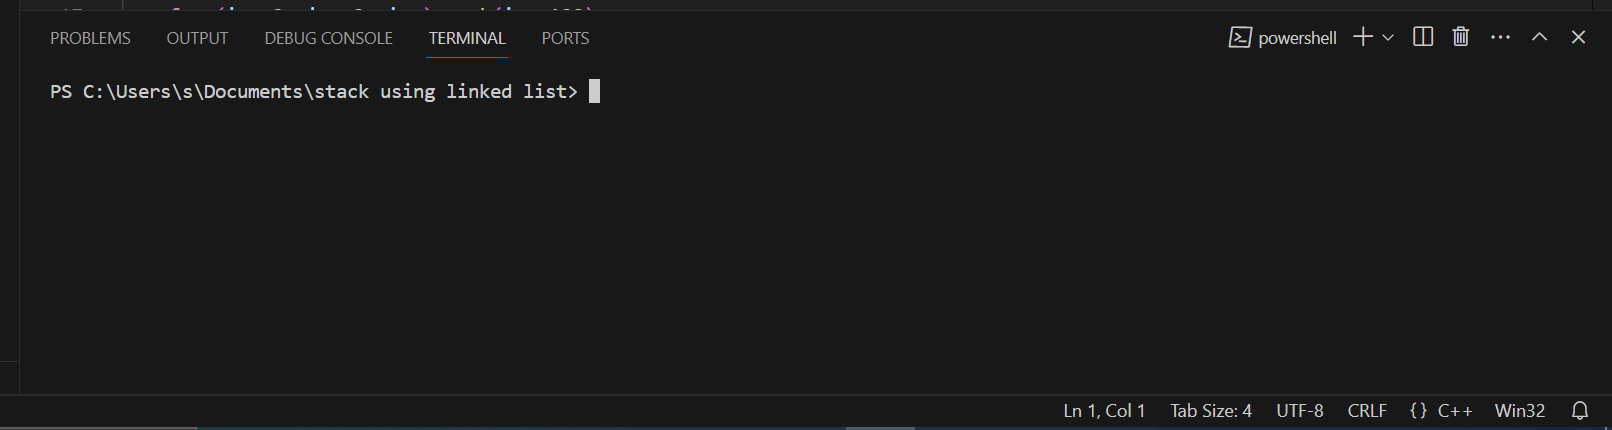 PROBLEMS OUTPUT DEBUG CONSOLE TERMINAL PORTS powershell
PS C:\Users\s\Documents\stack using linked list>
Ln 1, Col 1 Tab Size: 4 UTF-8 CRLF {} C++ Win32